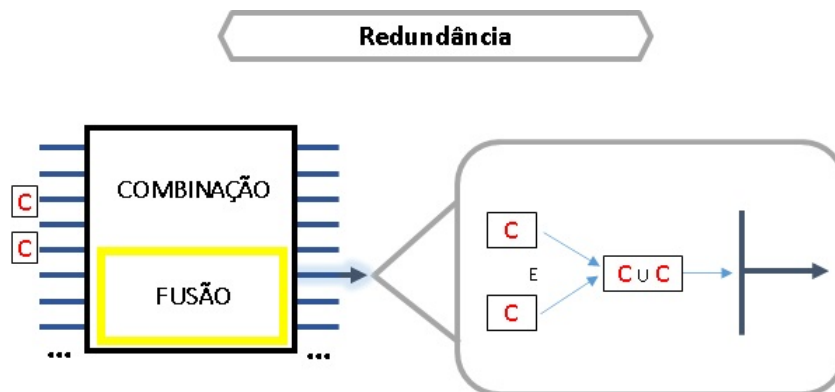 Redundância
COMBINAÇÃO
C
C
FUSÃO
...
...
C
E
C
C ∪ C